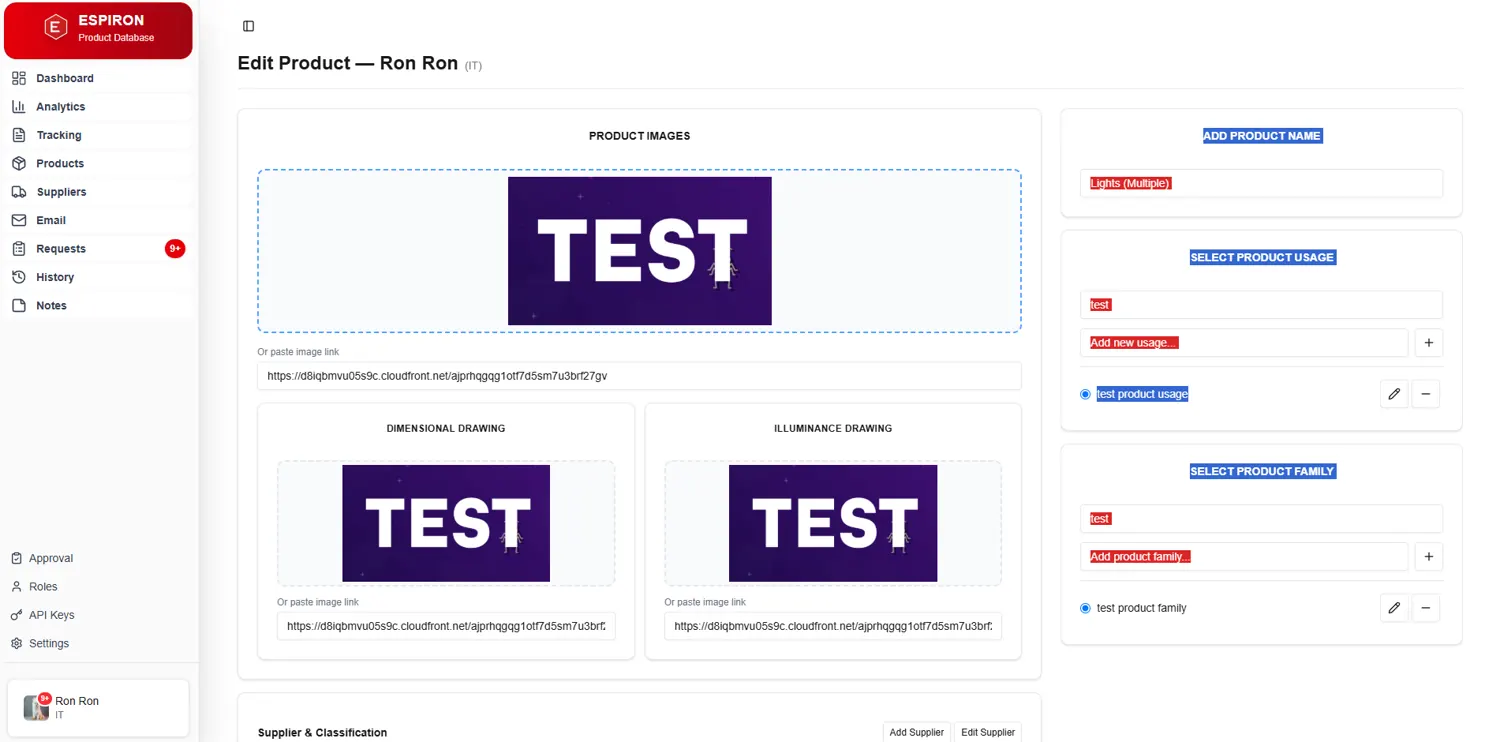 E
ESPIRON
Product Database
Dashboard
Analytics
Tracking
Products
Suppliers
Email
Requests 9+
History
Notes
Approval
Roles
API Keys
Settings
9+
Ron Ron
IT
Edit Product — Ron Ron (IT)
PRODUCT IMAGES
TEST
Or paste image link
https://d8iqbmvu05s9c.cloudfront.net/ajprhqgqg1otf7d5sm7u3brf27gv
DIMENSIONAL DRAWING
TEST
Or paste image link
https://d8iqbmvu05s9c.cloudfront.net/ajprhqgqg1otf7d5sm7u3brf2
ILLUMINANCE DRAWING
TEST
Or paste image link
https://d8iqbmvu05s9c.cloudfront.net/ajprhqgqg1otf7d5sm7u3brf2
Supplier & Classification
Add Supplier
Edit Supplier
ADD PRODUCT NAME
Lights (Multiple)
SELECT PRODUCT USAGE
test
Add new usage...
test product usage
SELECT PRODUCT FAMILY
test
Add product family...
test product family